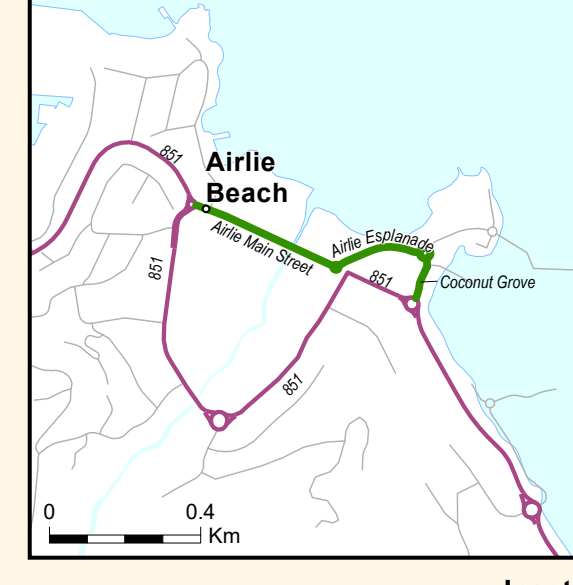 851
Airlie
Beach
Airlie Main Street
Airlie Esplanade
851
851
Coconut Grove
851
0 0.4
Km